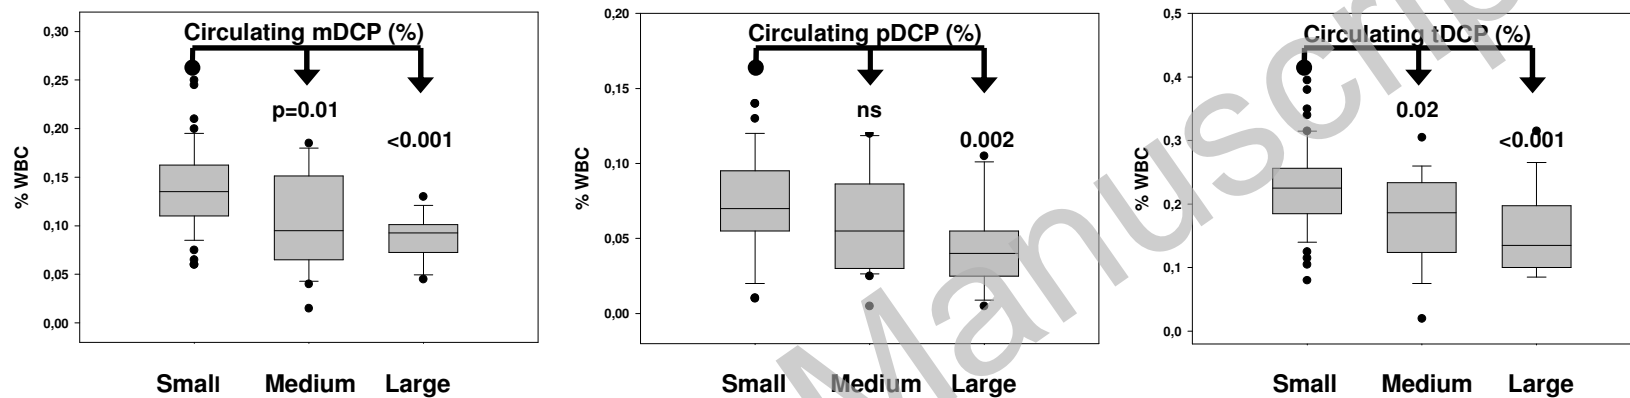 Circulating mDCP (%)
0,30
0,25
0,20
0,15
0,10
0,05
0,00
% WBC
p=0.01
<0.001
Small Medium Large
Circulating pDCP (%)
0,20
0,15
0,10
0,05
0,00
% WBC
ns
0.002
Small Medium Large
Circulating tDCP (%)
0,5
0,4
0,3
0,2
0,1
0,0
% WBC
0.02
<0.001
Small Medium Large
Manuscrip